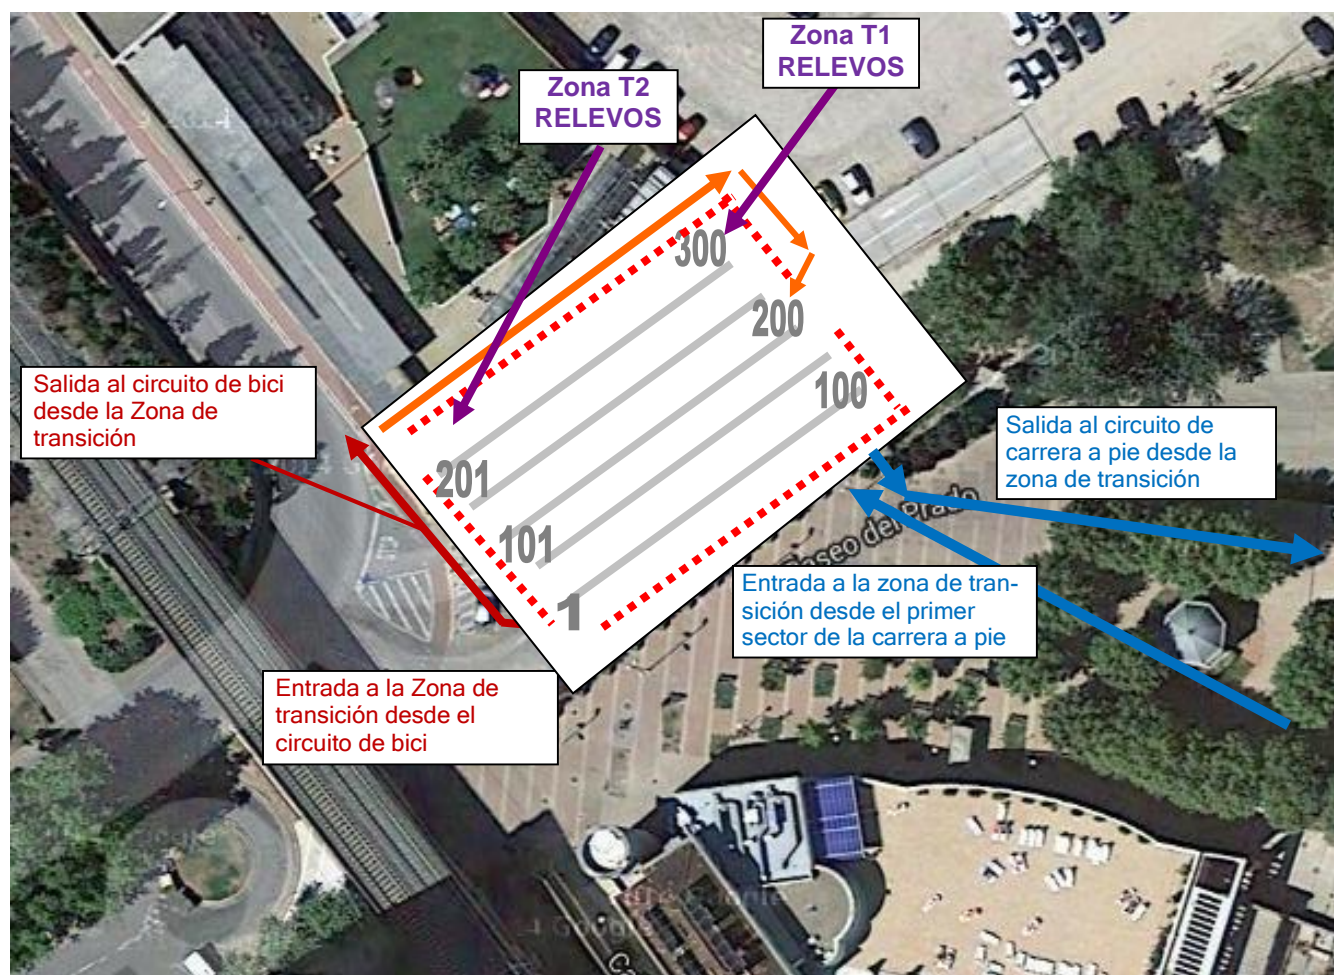 Zona T1
RELEVOS
Zona T2
RELEVOS
300
200
100
201
101
1
Salida al circuito de bici
desde la Zona de
transición
Salida al circuito de
carrera a pie desde la
zona de transición
Paseo del Prado
Entrada a la zona de tran-
sición desde el primer
sector de la carrera a pie
Entrada a la Zona de
transición desde el
circuito de bici
Google